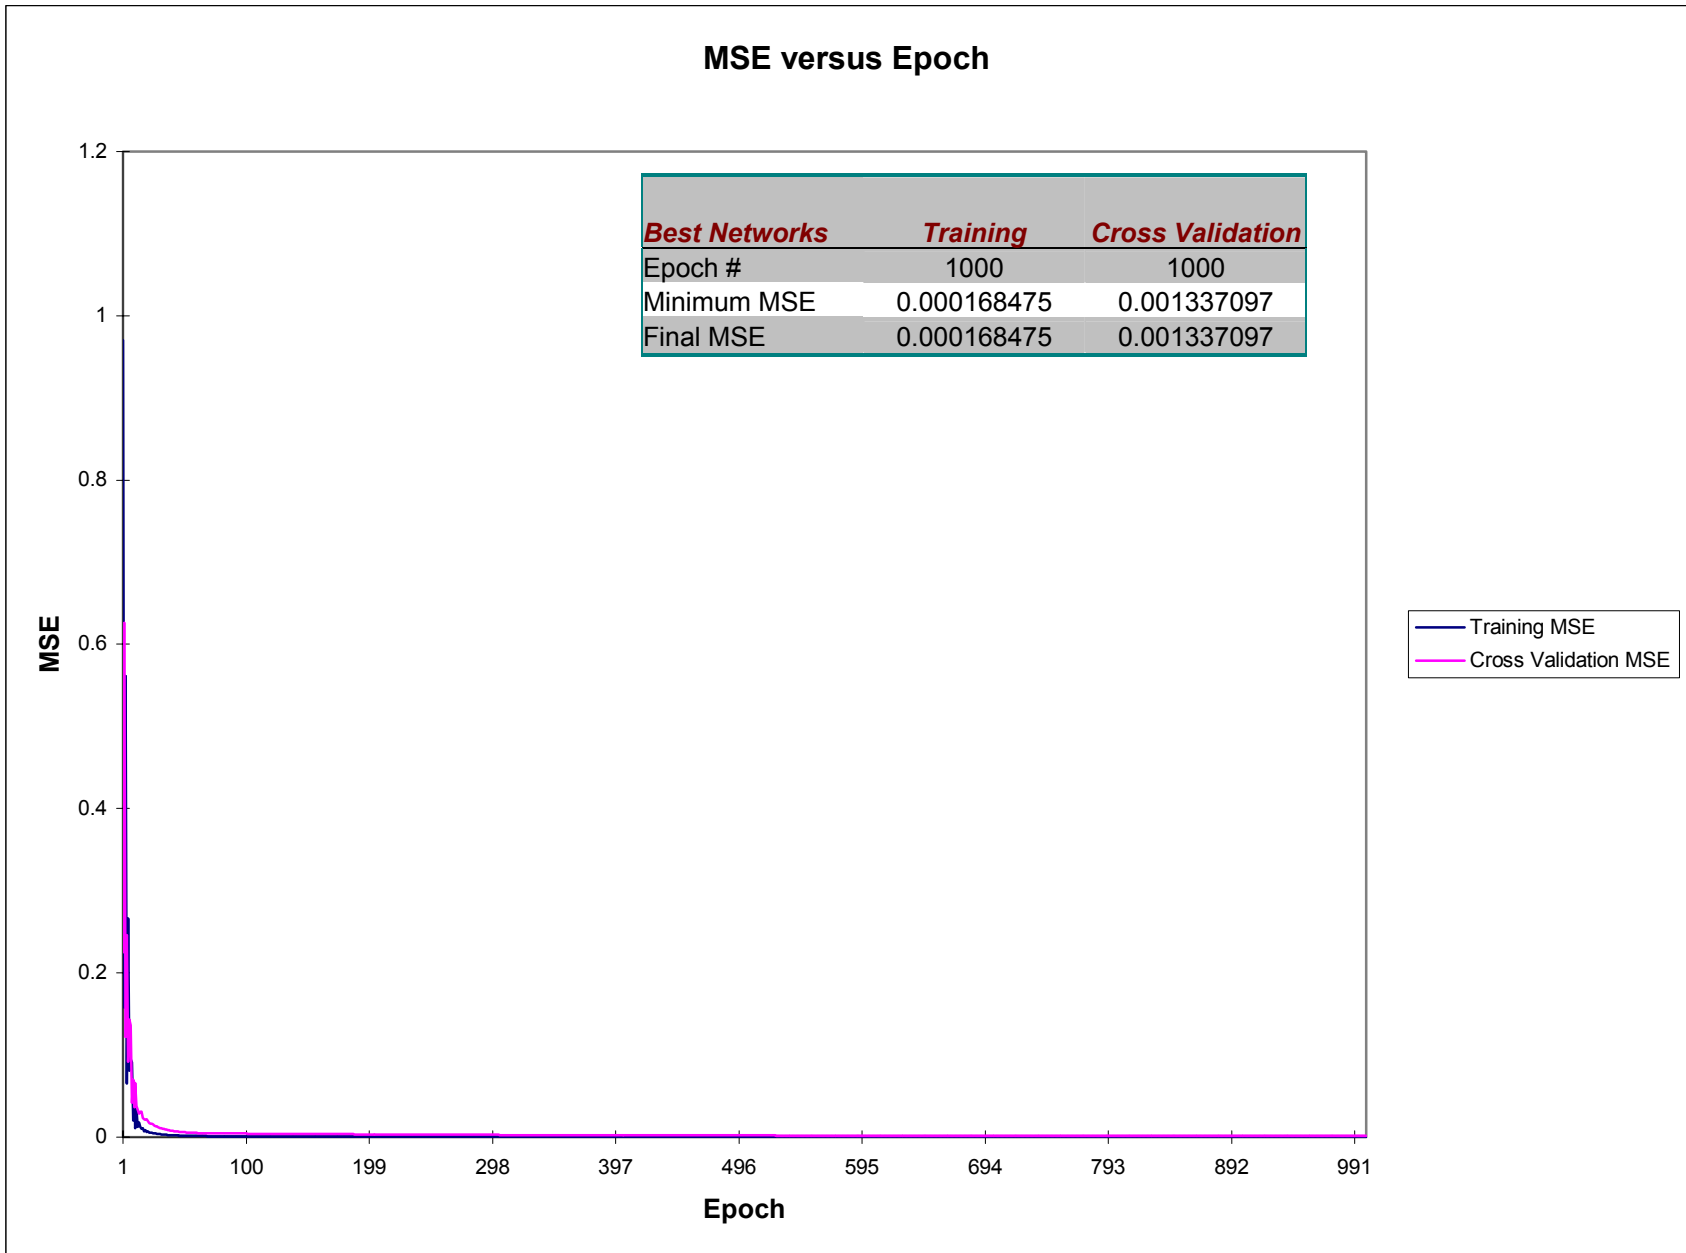 MSE versus Epoch
1.2
1
0.8
0.6
0.4
0.2
0
MSE
Best Networks Training Cross Validation
Epoch # 1000 1000
Minimum MSE 0.000168475 0.001337097
Final MSE 0.000168475 0.001337097
Training MSE
Cross Validation MSE
1 100 199 298 397 496 595 694 793 892 991
Epoch